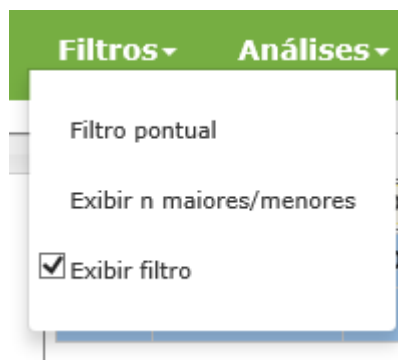 Filtros Análises
Filtro pontual
Exibir n maiores/menores
Exibir filtro